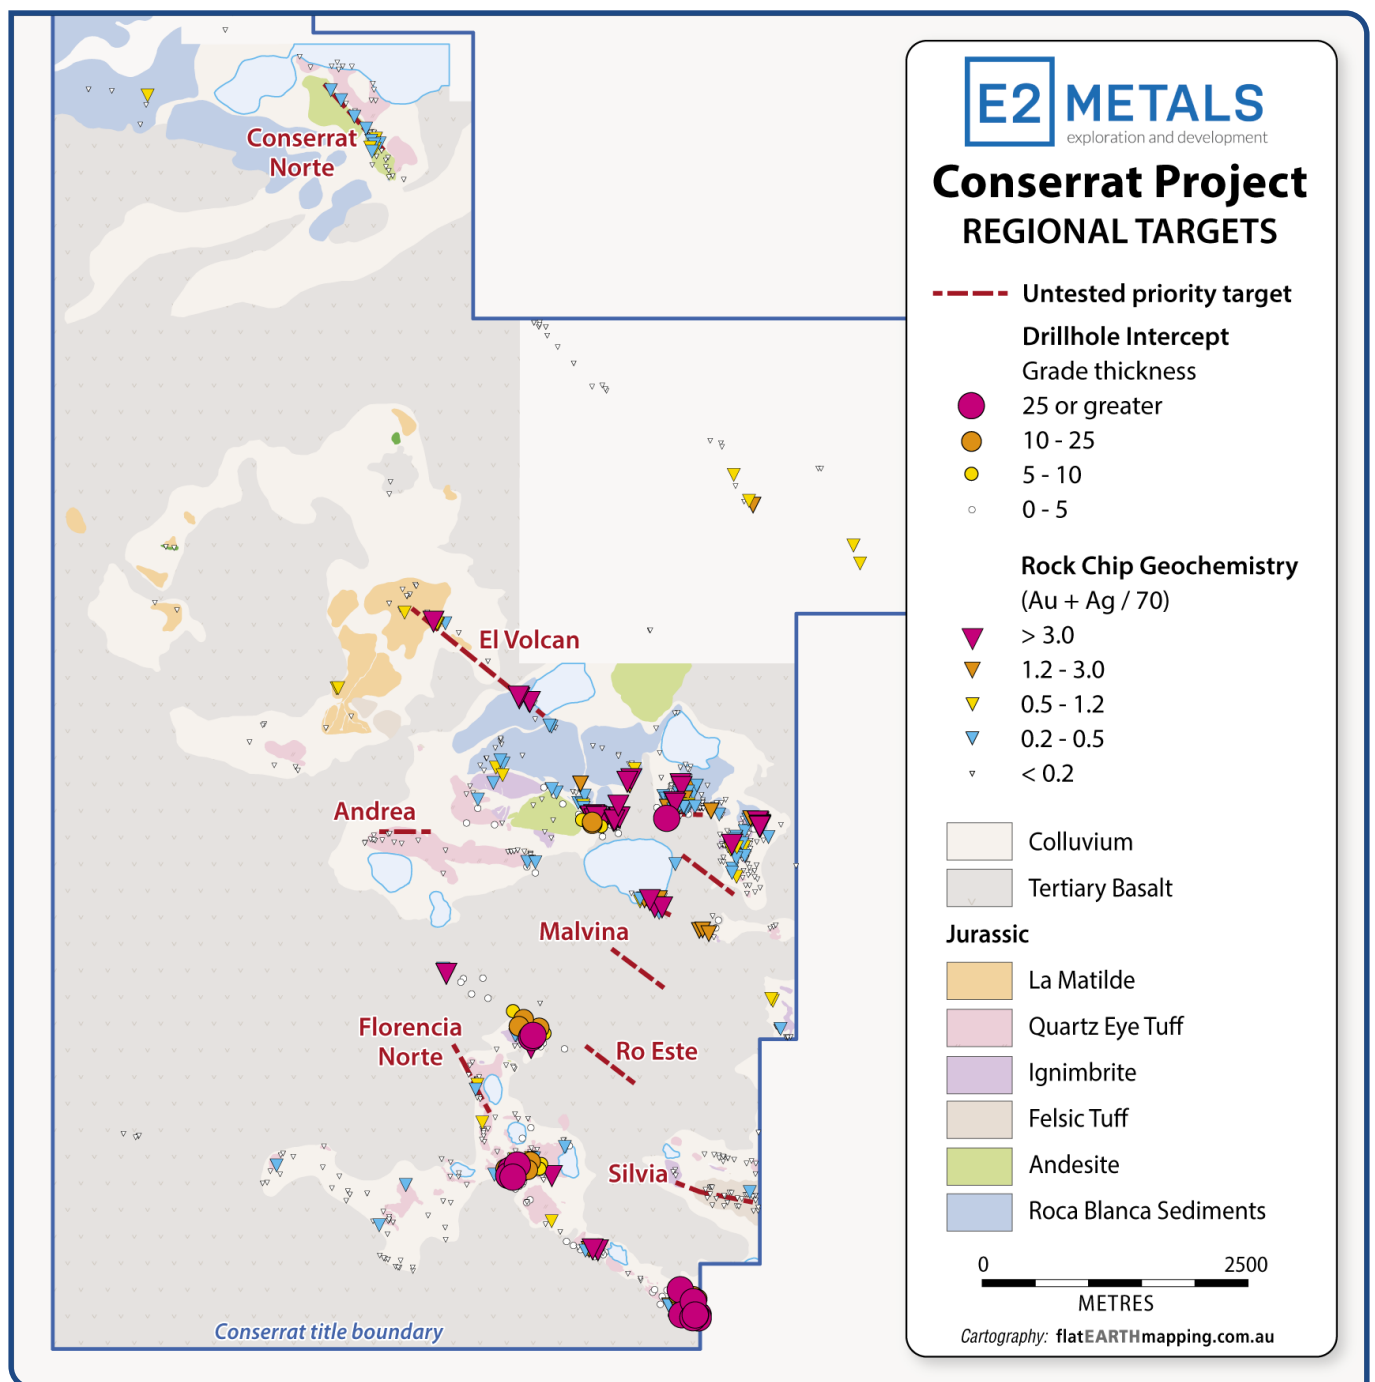 Conserrat
Norte
El Volcan
Andrea
Malvina
Florencia
Norte
Ro Este
Silvia
Conserrat title boundary
E2 METALS
exploration and development
Conserrat Project
REGIONAL TARGETS
Untested priority target
Drillhole Intercept
Grade thickness
25 or greater
10 - 25
5 - 10
0 - 5
Rock Chip Geochemistry
(Au + Ag / 70)
> 3.0
1.2 - 3.0
0.5 - 1.2
0.2 - 0.5
< 0.2
Colluvium
Tertiary Basalt
Jurassic
La Matilde
Quartz Eye Tuff
Ignimbrite
Felsic Tuff
Andesite
Roca Blanca Sediments
0 2500
METRES
Cartography: flatEARTHmapping.com.au